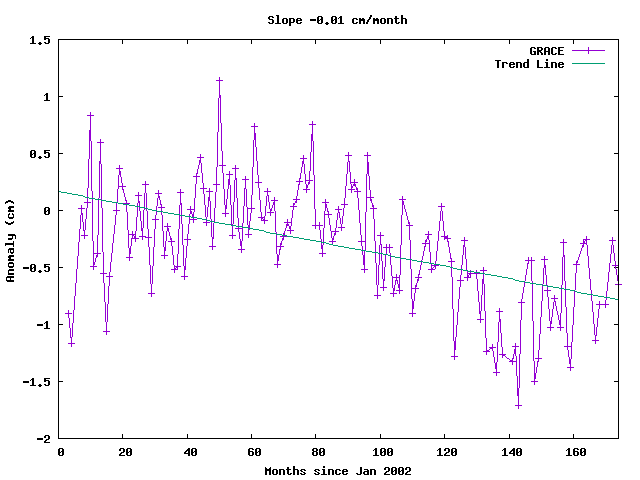 Slope -0.01 cm/month
GRACE
Trend Line
1.5
1
0.5
0
-0.5
-1
-1.5
-2
Anomaly (cm)
0 20 40 60 80 100 120 140 160
Months since Jan 2002